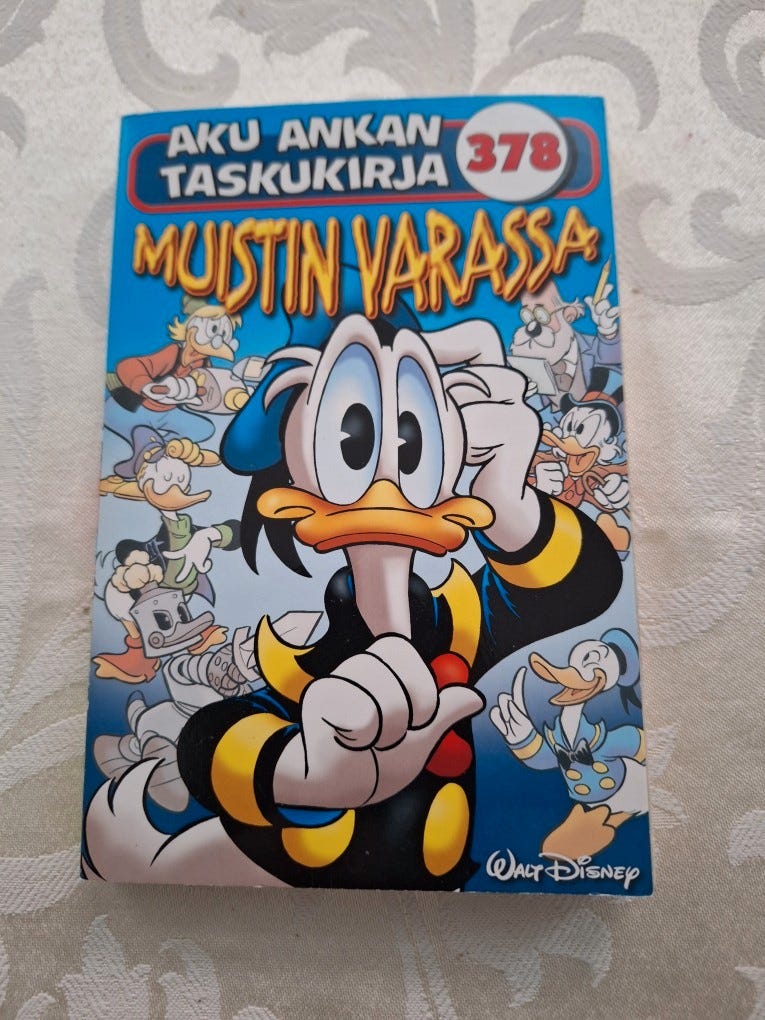 AKU ANKAN
TASKUKIRJA
378
MUISTIN VARASSA
WALT DISNEY